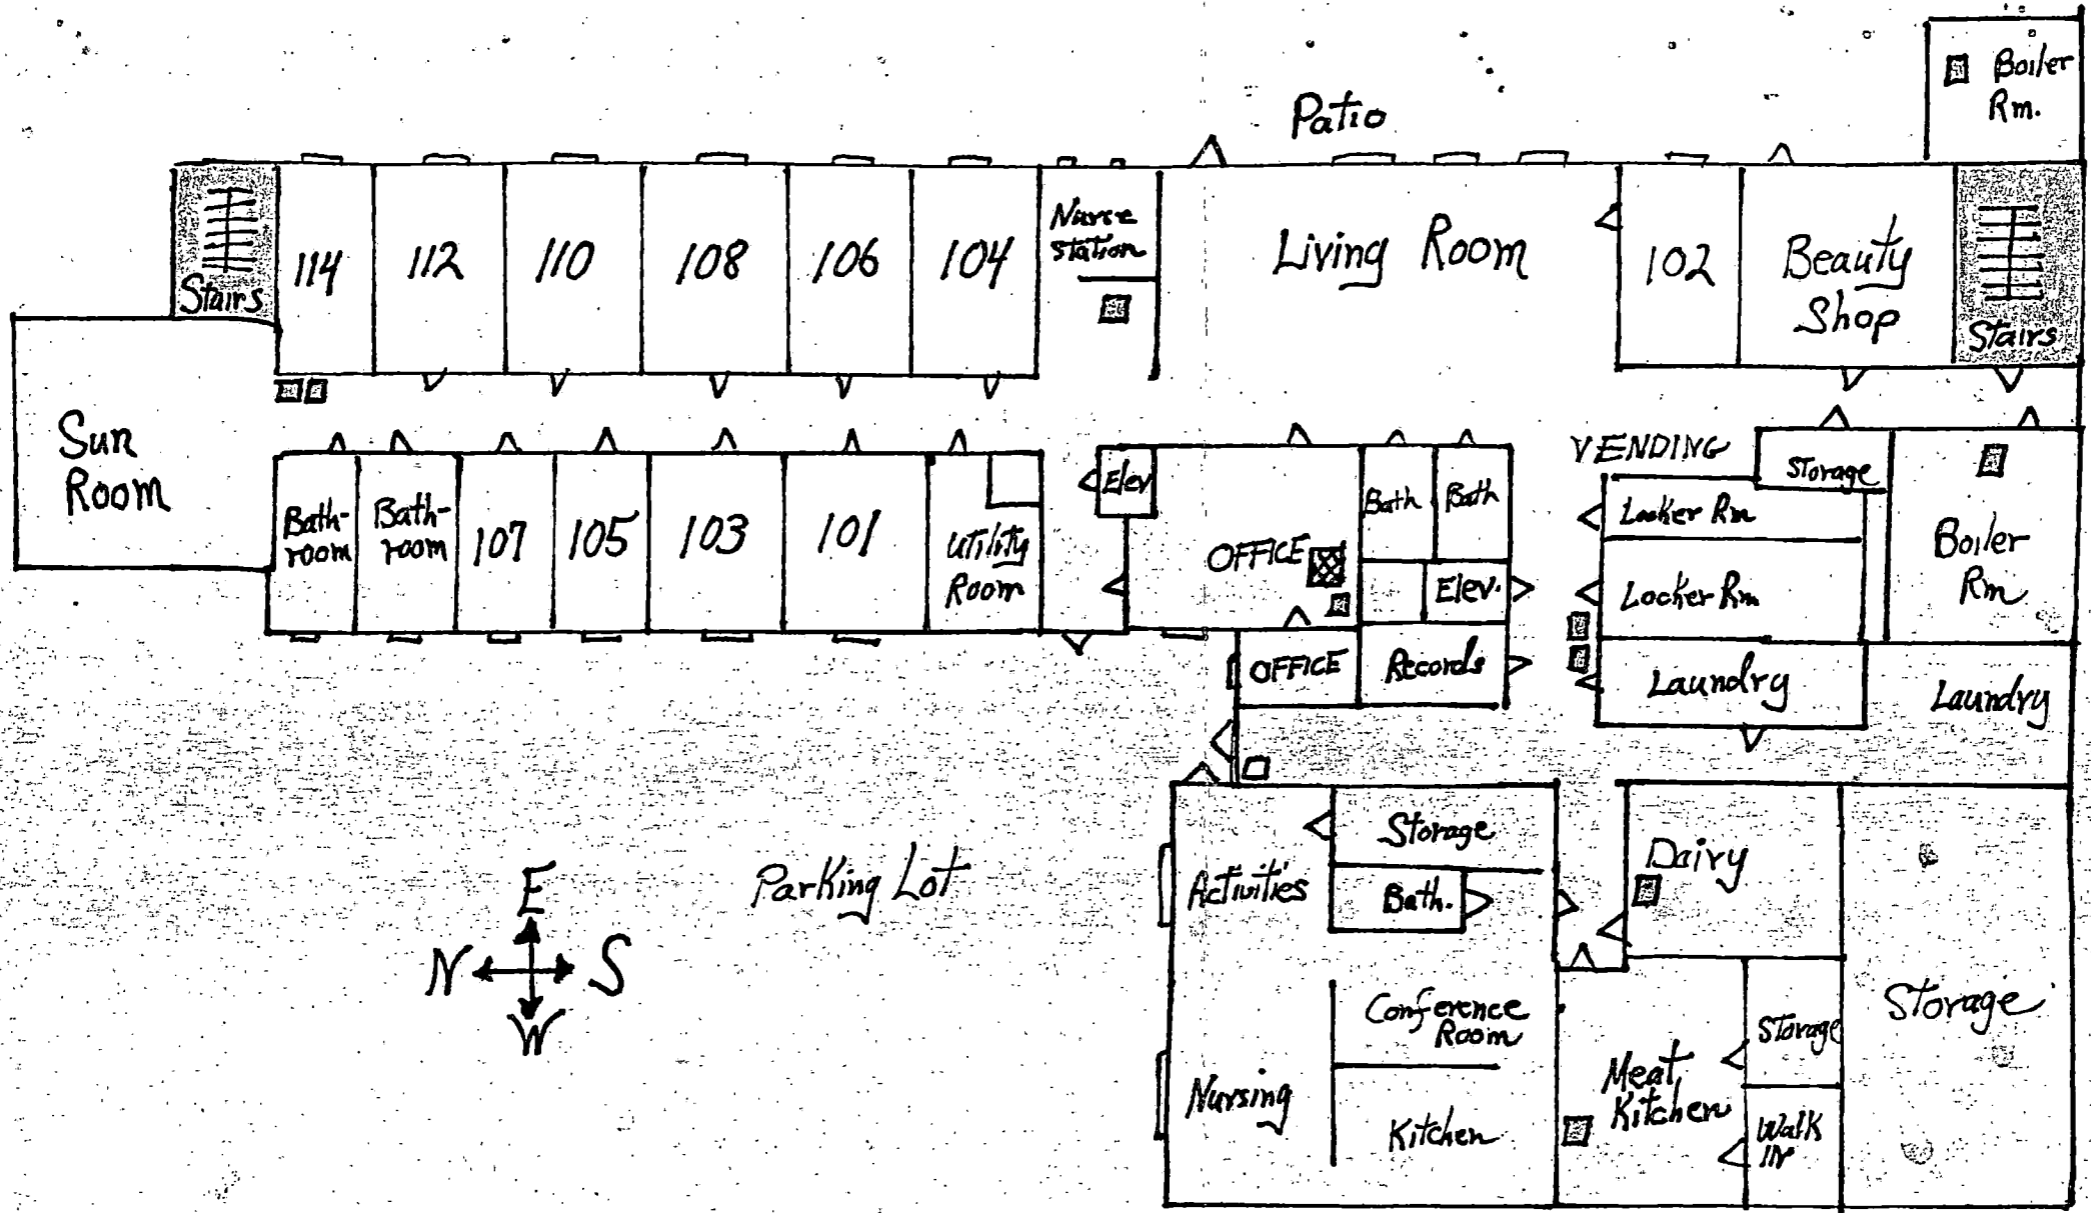 Boiler
Rm.
Patio
Stairs
114
112
110
108
106
104
Nurse
Station
Living Room
102
Beauty
Shop
Stairs
Sun
Room
Bath-
room
Bath-
room
107
105
103
101
Utility
Room
Elev
OFFICE
Bath
Bath
Elev.
OFFICE
Records
VENDING
Storage
Locker Rm
Locker Rm
Boiler
Rm
Laundry
Laundry
Parking Lot
E
N S
W
Activities
Storage
Bath.
Conference
Room
Nursing
Kitchen
Dairy
Meat
Kitchen
Storage
Walk
in
Storage